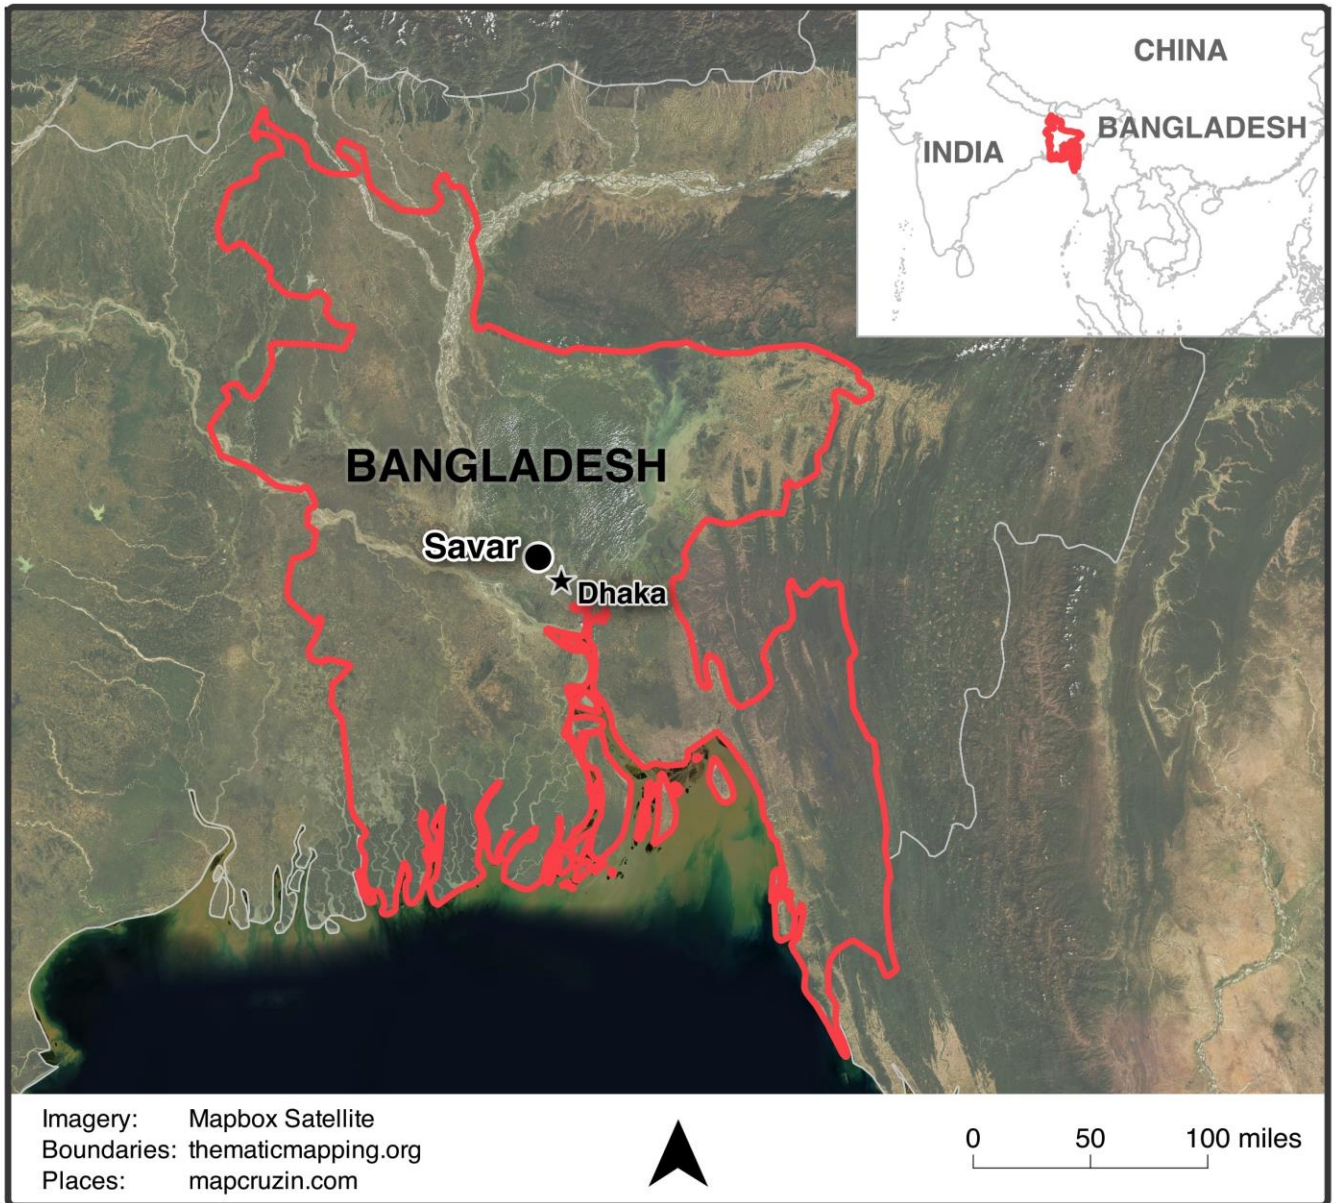 CHINA
BANGLADESH
INDIA
BANGLADESH
Savar
Dhaka
Imagery: Mapbox Satellite
Boundaries: thematicmapping.org
Places: mapcruzin.com
0 50 100 miles